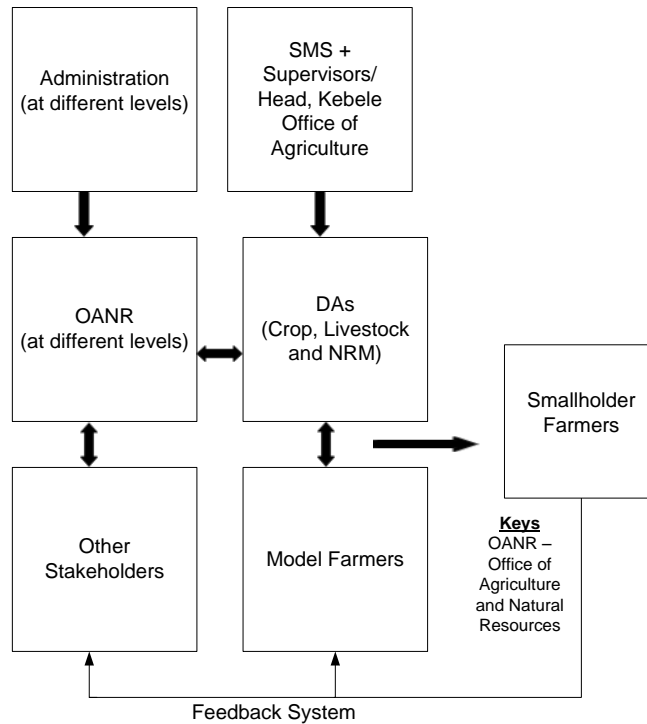 Administration
(at different levels)
SMS +
Supervisors/
Head, Kebele
Office of
Agriculture
OANR
(at different levels)
DAs
(Crop, Livestock
and NRM)
Smallholder
Farmers
Other
Stakeholders
Model Farmers
Keys
OANR –
Office of
Agriculture
and Natural
Resources
Feedback System